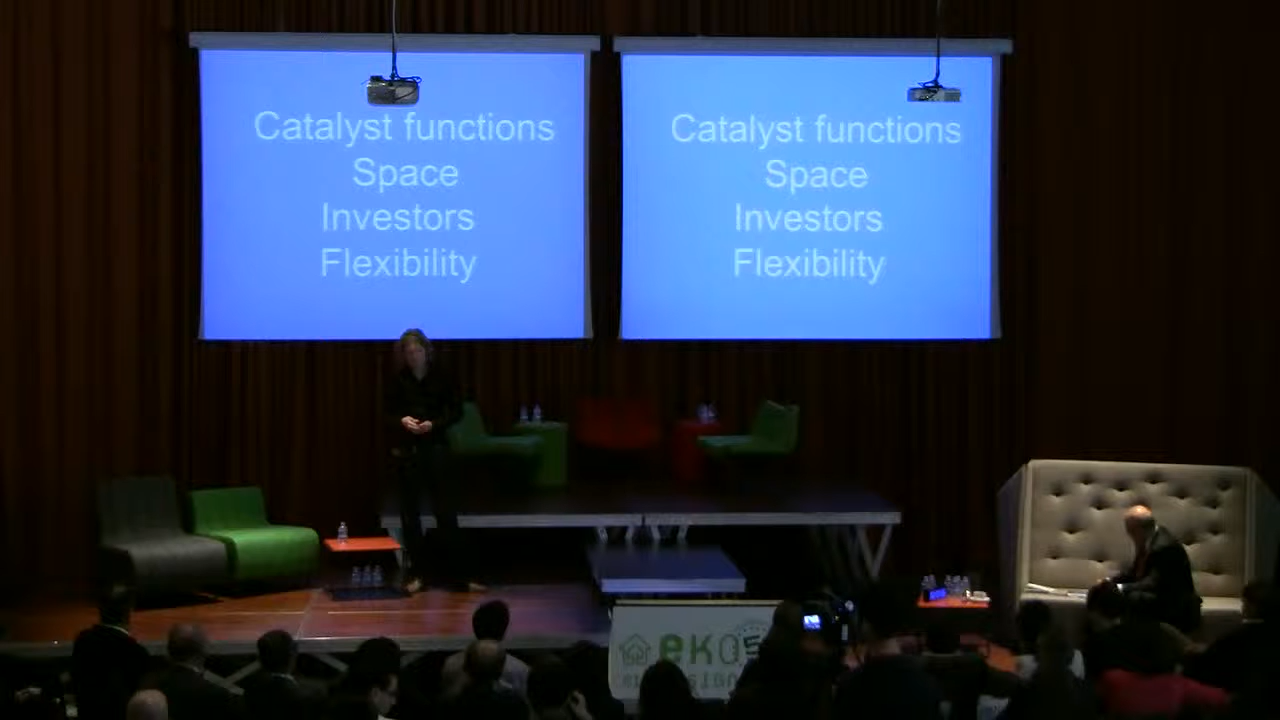 Catalyst functions
Space
Investors
Flexibility
Catalyst functions
Space
Investors
Flexibility